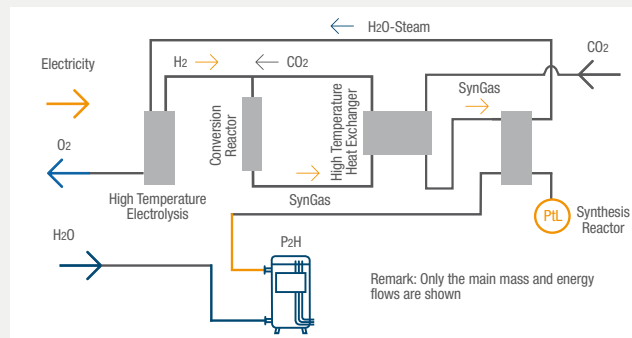 H2O-Steam
Electricity
H2
CO2
CO2
SynGas
O2
Conversion
Reactor
High Temperature
Heat Exchanger
High Temperature
Electrolysis
SynGas
PtL
Synthesis
Reactor
H2O
P2H
Remark: Only the main mass and energy
flows are shown